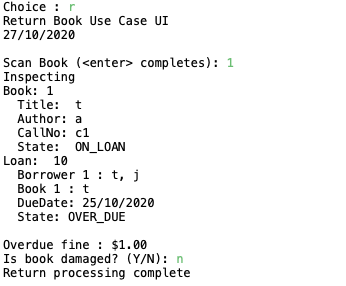 Choice : r
Return Book Use Case UI
27/10/2020
Scan Book (<enter> completes): 1
Inspecting
Book: 1
  Title:  t
  Author: a
  CallNo: c1
  State:  ON_LOAN
Loan:  10
  Borrower 1 : t, j
  Book 1 : t
  DueDate: 25/10/2020
  State: OVER_DUE
Overdue fine : $1.00
Is book damaged? (Y/N): n
Return processing complete